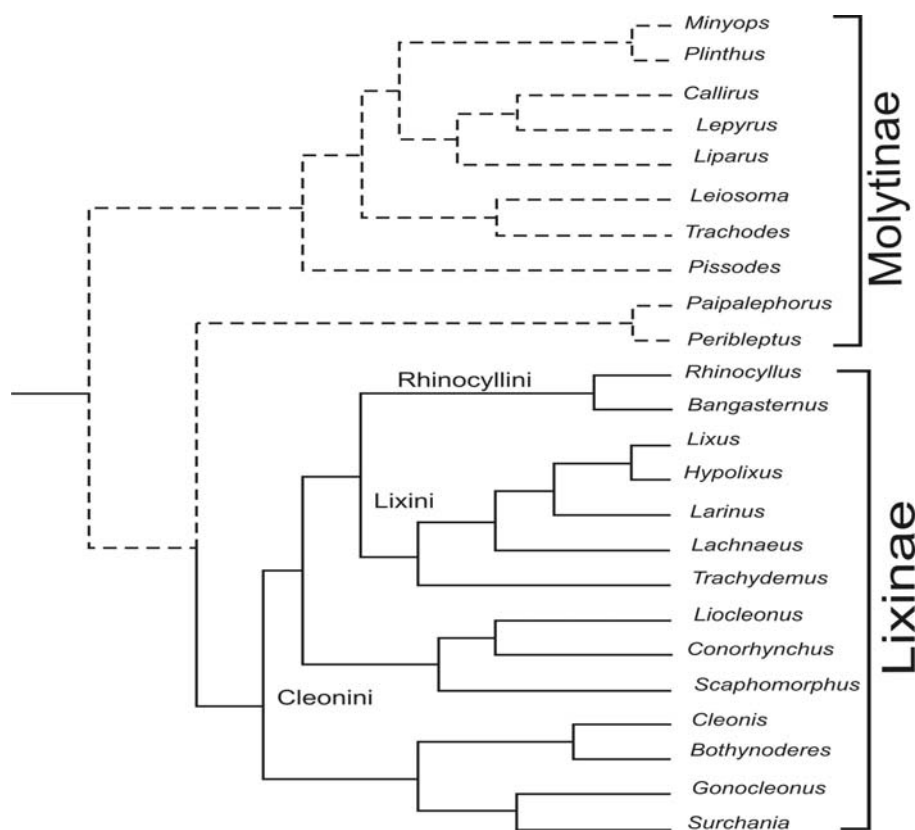 Minyops
Plinthus
Callirus
Lepyrus
Liparus
Leiosoma
Trachodes
Pissodes
Paipalephorus
Peribleptus
Molytinae
Rhinocyllini
Rhinocyllus
Bangasternus
Lixus
Hypolixus
Lixini
Larinus
Lachnaeus
Trachydemus
Liocleonus
Conorhynchus
Cleonini
Scaphomorphus
Cleonis
Bothynoderes
Gonocleonus
Surchania
Lixinae